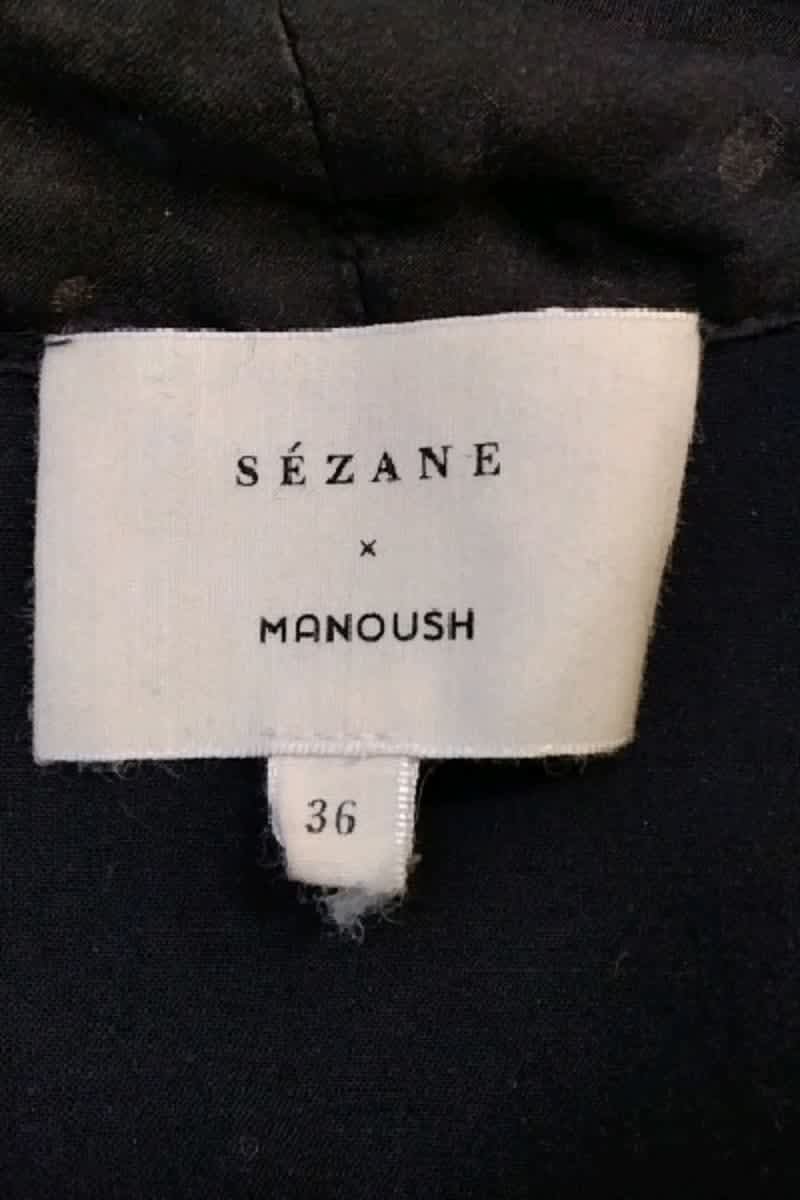 SÉZANE
×
MANOUSH
36